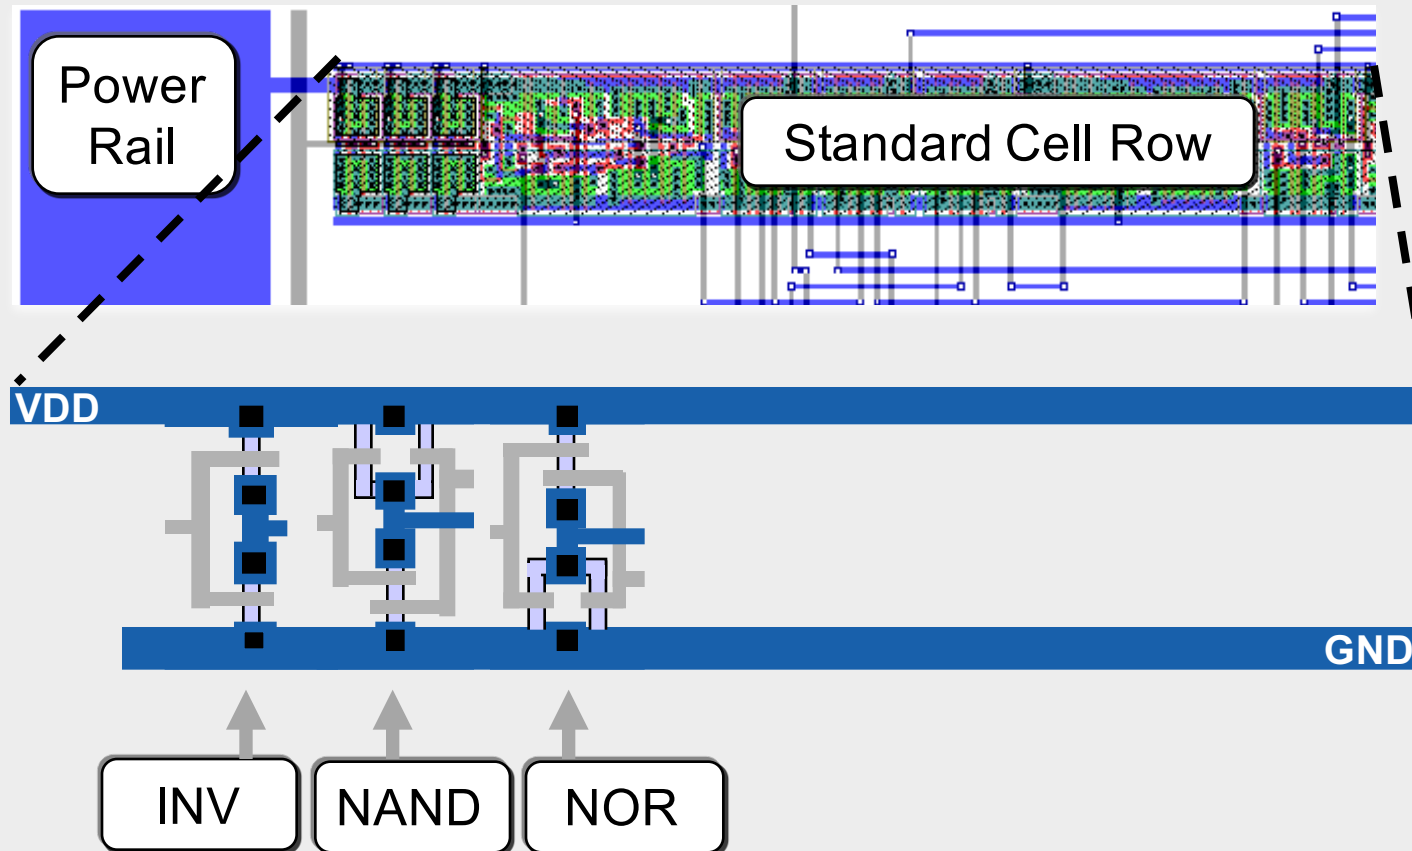 Power
Rail
Standard Cell Row
VDD
GND
INV
NAND
NOR